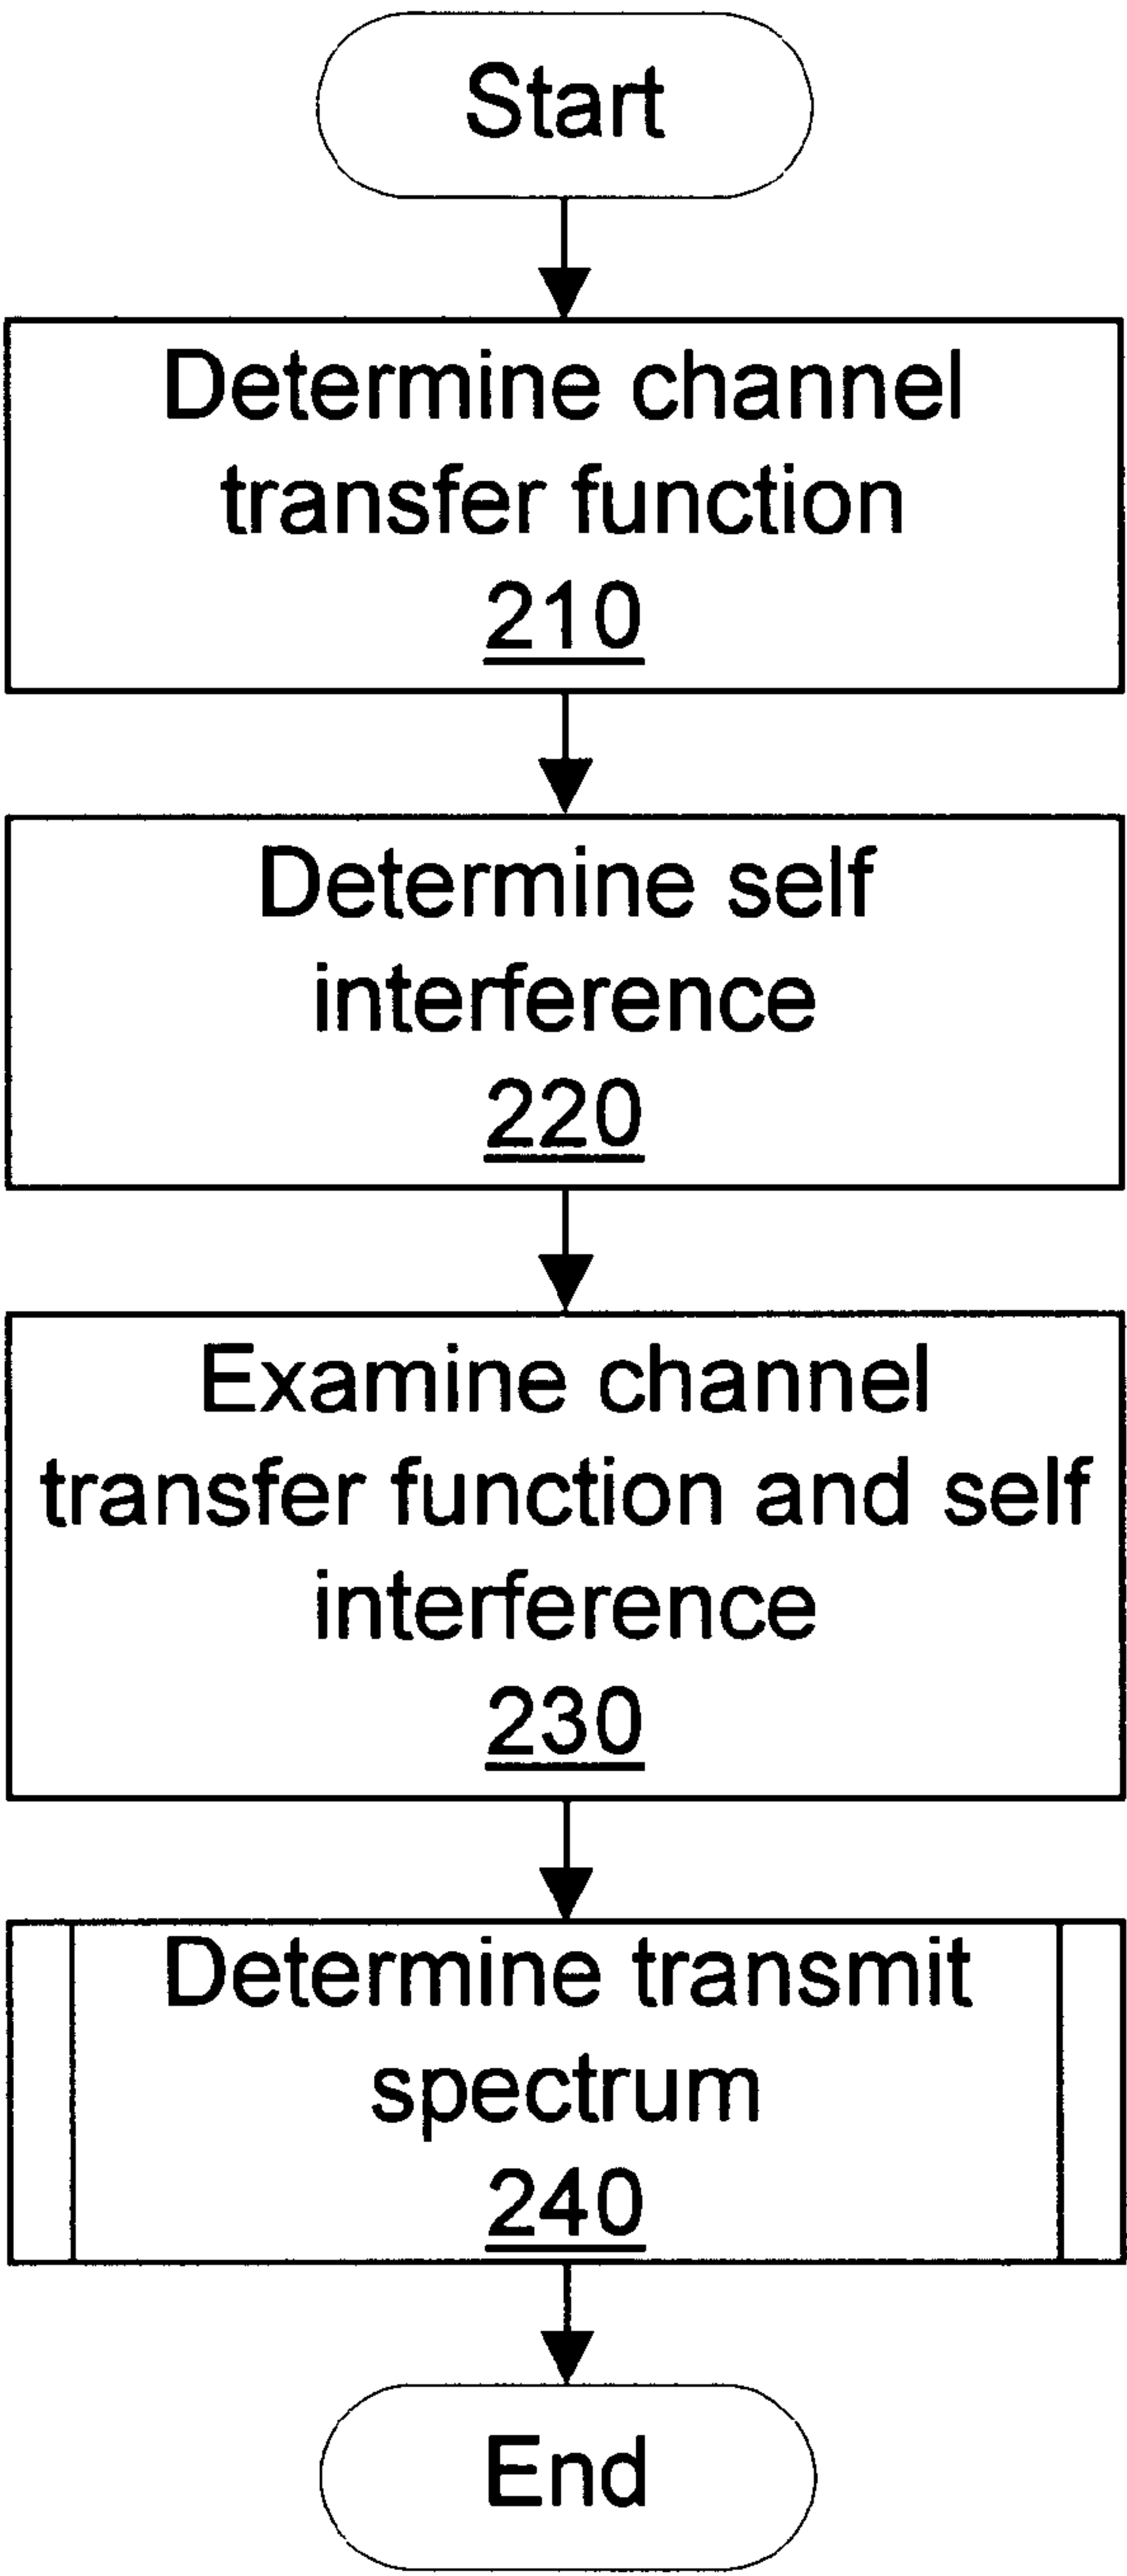 Start
Determine channel
transfer function
210
Determine self
interference
220
Examine channel
transfer function and self
interference
230
Determine transmit
spectrum
240
End